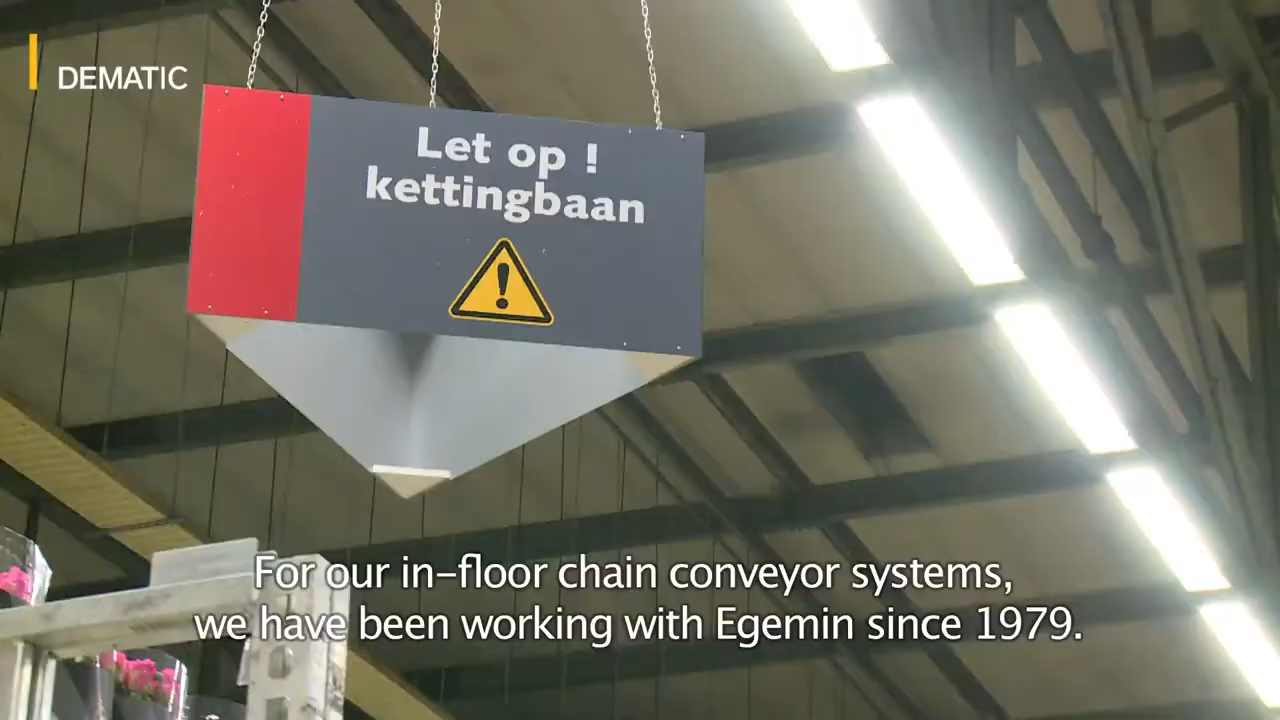 DEMATIC
Let op !
kettingbaan
For our in-floor chain conveyor systems,
we have been working with Egemin since 1979.